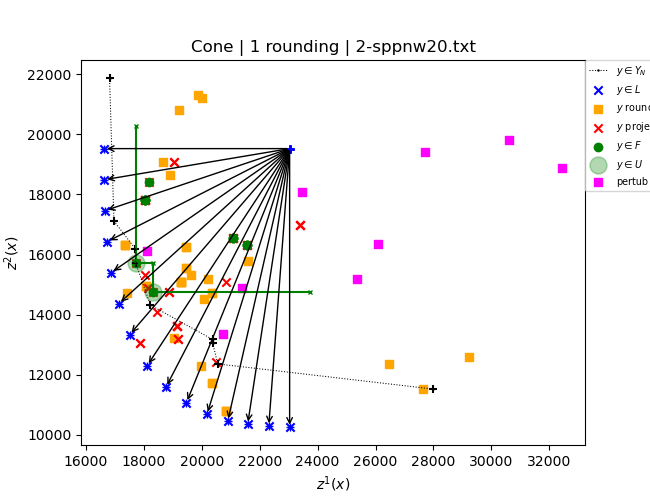 Cone | 1 rounding | 2-sppnw20.txt
22000
20000
18000
16000
14000
12000
10000
z²(x)
16000 18000 20000 22000 24000 26000 28000 30000 32000
z¹(x)
y ∈ Y_N
y ∈ L
y roun
y proje
y ∈ F
y ∈ U
pertub